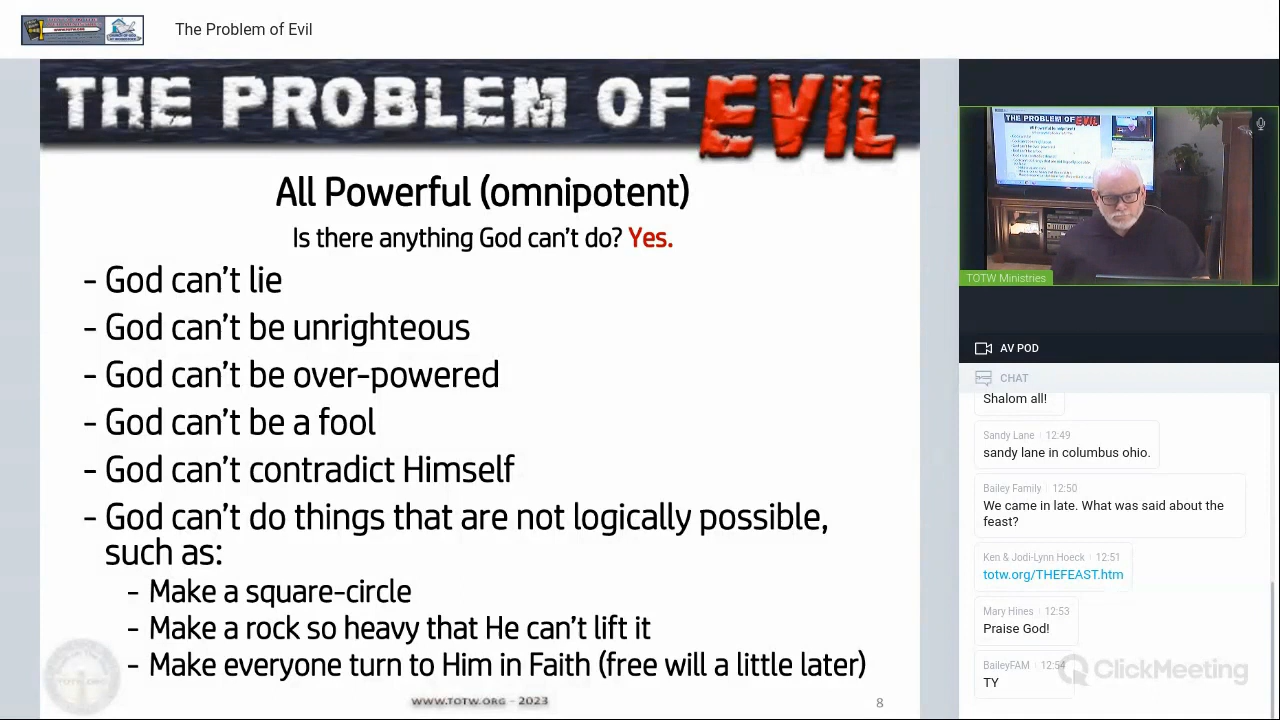 The Problem of Evil
THE PROBLEM OF EVIL
All Powerful (omnipotent)
Is there anything God can't do? Yes.
- God can't lie
- God can't be unrighteous
- God can't be over-powered
- God can't be a fool
- God can't contradict Himself
- God can't do things that are not logically possible,
such as:
- Make a square-circle
- Make a rock so heavy that He can't lift it
- Make everyone turn to Him in Faith (free will a little later)
WWW.TOTW.ORG - 2023
8
THE PROBLEM OF EVIL
TOTW Ministries
AV POD
CHAT
Shalom all!
Sandy Lane 12:49
sandy lane in columbus ohio.
Bailey Family 12:50
We came in late. What was said about the
feast?
Ken & Jodi-Lynn Hoeck 12:51
totw.org/THEFEAST.htm
Mary Hines 12:53
Praise God!
BaileyFAM 12:54
TY
ClickMeeting